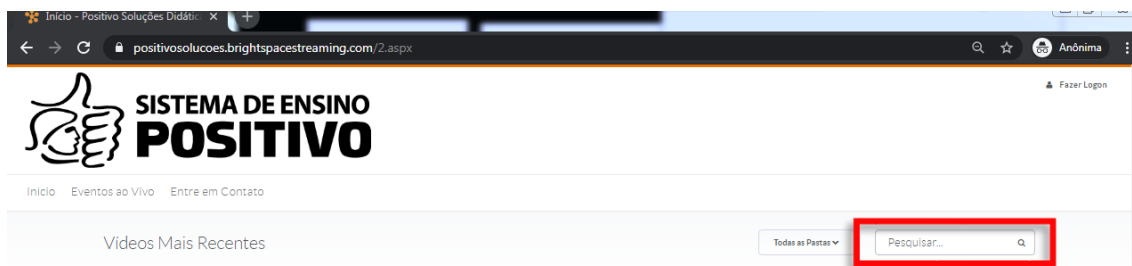 Início - Positivo Soluções Didátic
positivosolucoes.brightspacestreaming.com/2.aspx
Anônima
Fazer Logon
SISTEMA DE ENSINO
POSITIVO
Início Eventos ao Vivo Entre em Contato
Vídeos Mais Recentes
Todas as Pastas
Pesquisar...